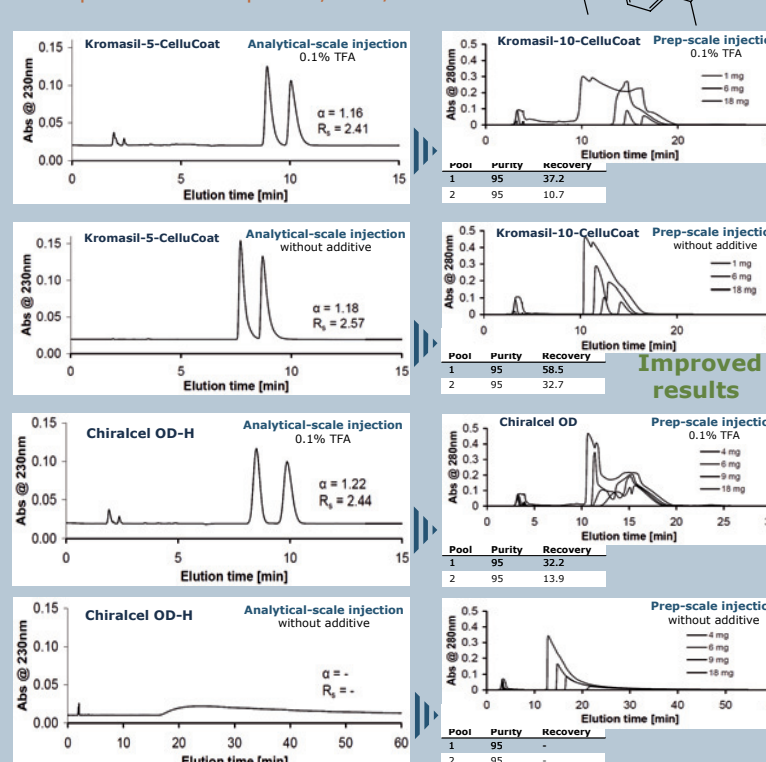 Kromasil-5-CelluCoat
Analytical-scale injection
0.1% TFA
Abs @ 230nm
0.15
0.10
0.05
0.00
α = 1.16
Rs = 2.41
0 5 10 15
Elution time [min]
Kromasil-10-CelluCoat
Prep-scale
0.1% TFA
Abs @ 280nm
0.5
0.4
0.3
0.2
0.1
0
1 mg
6 mg
18 mg
0 10 20
Elution time [min]
Pool Purity Recovery
1 95 37.2
2 95 10.7
Kromasil-5-CelluCoat
Analytical-scale injection
without additive
Abs @ 230nm
0.15
0.10
0.05
0.00
α = 1.18
Rs = 2.57
0 5 10 15
Elution time [min]
Kromasil-10-CelluCoat
Prep-scale
without additive
Abs @ 280nm
0.5
0.4
0.3
0.2
0.1
0
1 mg
6 mg
18 mg
0 10 20
Elution time [min]
Pool Purity Recovery
1 95 58.5
2 95 32.7
Improved
results
Chiralcel OD-H
Analytical-scale injection
0.1% TFA
Abs @ 230nm
0.15
0.10
0.05
0.00
α = 1.22
Rs = 2.44
0 5 10 15
Elution time [min]
Chiralcel OD
Prep-scale
0.1% TFA
Abs @ 280nm
0.5
0.4
0.3
0.2
0.1
0
4 mg
6 mg
9 mg
18 mg
0 5 10 15 20 25
Elution time [min]
Pool Purity Recovery
1 95 32.2
2 95 13.9
Chiralcel OD-H
Analytical-scale injection
without additive
Abs @ 230nm
0.15
0.10
0.05
0.00
α = -
Rs = -
0 10 20 30 40 50 60
Elution time [min]
Prep-scale
without additive
Abs @ 280nm
0.5
0.4
0.3
0.2
0.1
0
4 mg
6 mg
9 mg
18 mg
0 10 20 30 40 50
Elution time [min]
Pool Purity Recovery
1 95 -
2 95 -